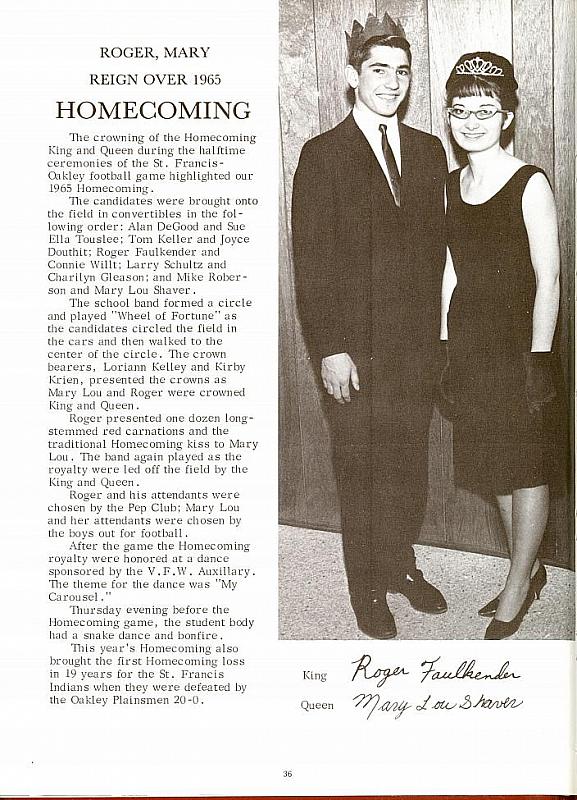 ROGER, MARY
REIGN OVER 1965
HOMECOMING
The crowning of the Homecoming
King and Queen during the halftime
ceremonies of the St. Francis-
Oakley football game highlighted our
1965 Homecoming.
The candidates were brought onto
the field in convertibles in the fol-
lowing order: Alan DeGood and Sue
Ella Touslee; Tom Keller and Joyce
Douthit; Roger Faulkender and
Connie Willt; Larry Schultz and
Charilyn Gleason; and Mike Rober-
son and Mary Lou Shaver.
The school band formed a circle
and played "Wheel of Fortune" as
the candidates circled the field in
the cars and then walked to the
center of the circle. The crown
bearers, Loriann Kelley and Kirby
Krien, presented the crowns as
Mary Lou and Roger were crowned
King and Queen.
Roger presented one dozen long-
stemmed red carnations and the
traditional Homecoming kiss to Mary
Lou. The band again played as the
royalty were led off the field by the
King and Queen.
Roger and his attendants were
chosen by the Pep Club; Mary Lou
and her attendants were chosen by
the boys out for football.
After the game the Homecoming
royalty were honored at a dance
sponsored by the V.F.W. Auxillary.
The theme for the dance was "My
Carousel."
Thursday evening before the
Homecoming game, the student body
had a snake dance and bonfire.
This year's Homecoming also
brought the first Homecoming loss
in 19 years for the St. Francis
Indians when they were defeated by
the Oakley Plainsmen 20-0.
King Roger Faulkender
Queen Mary Lou Shaver
36